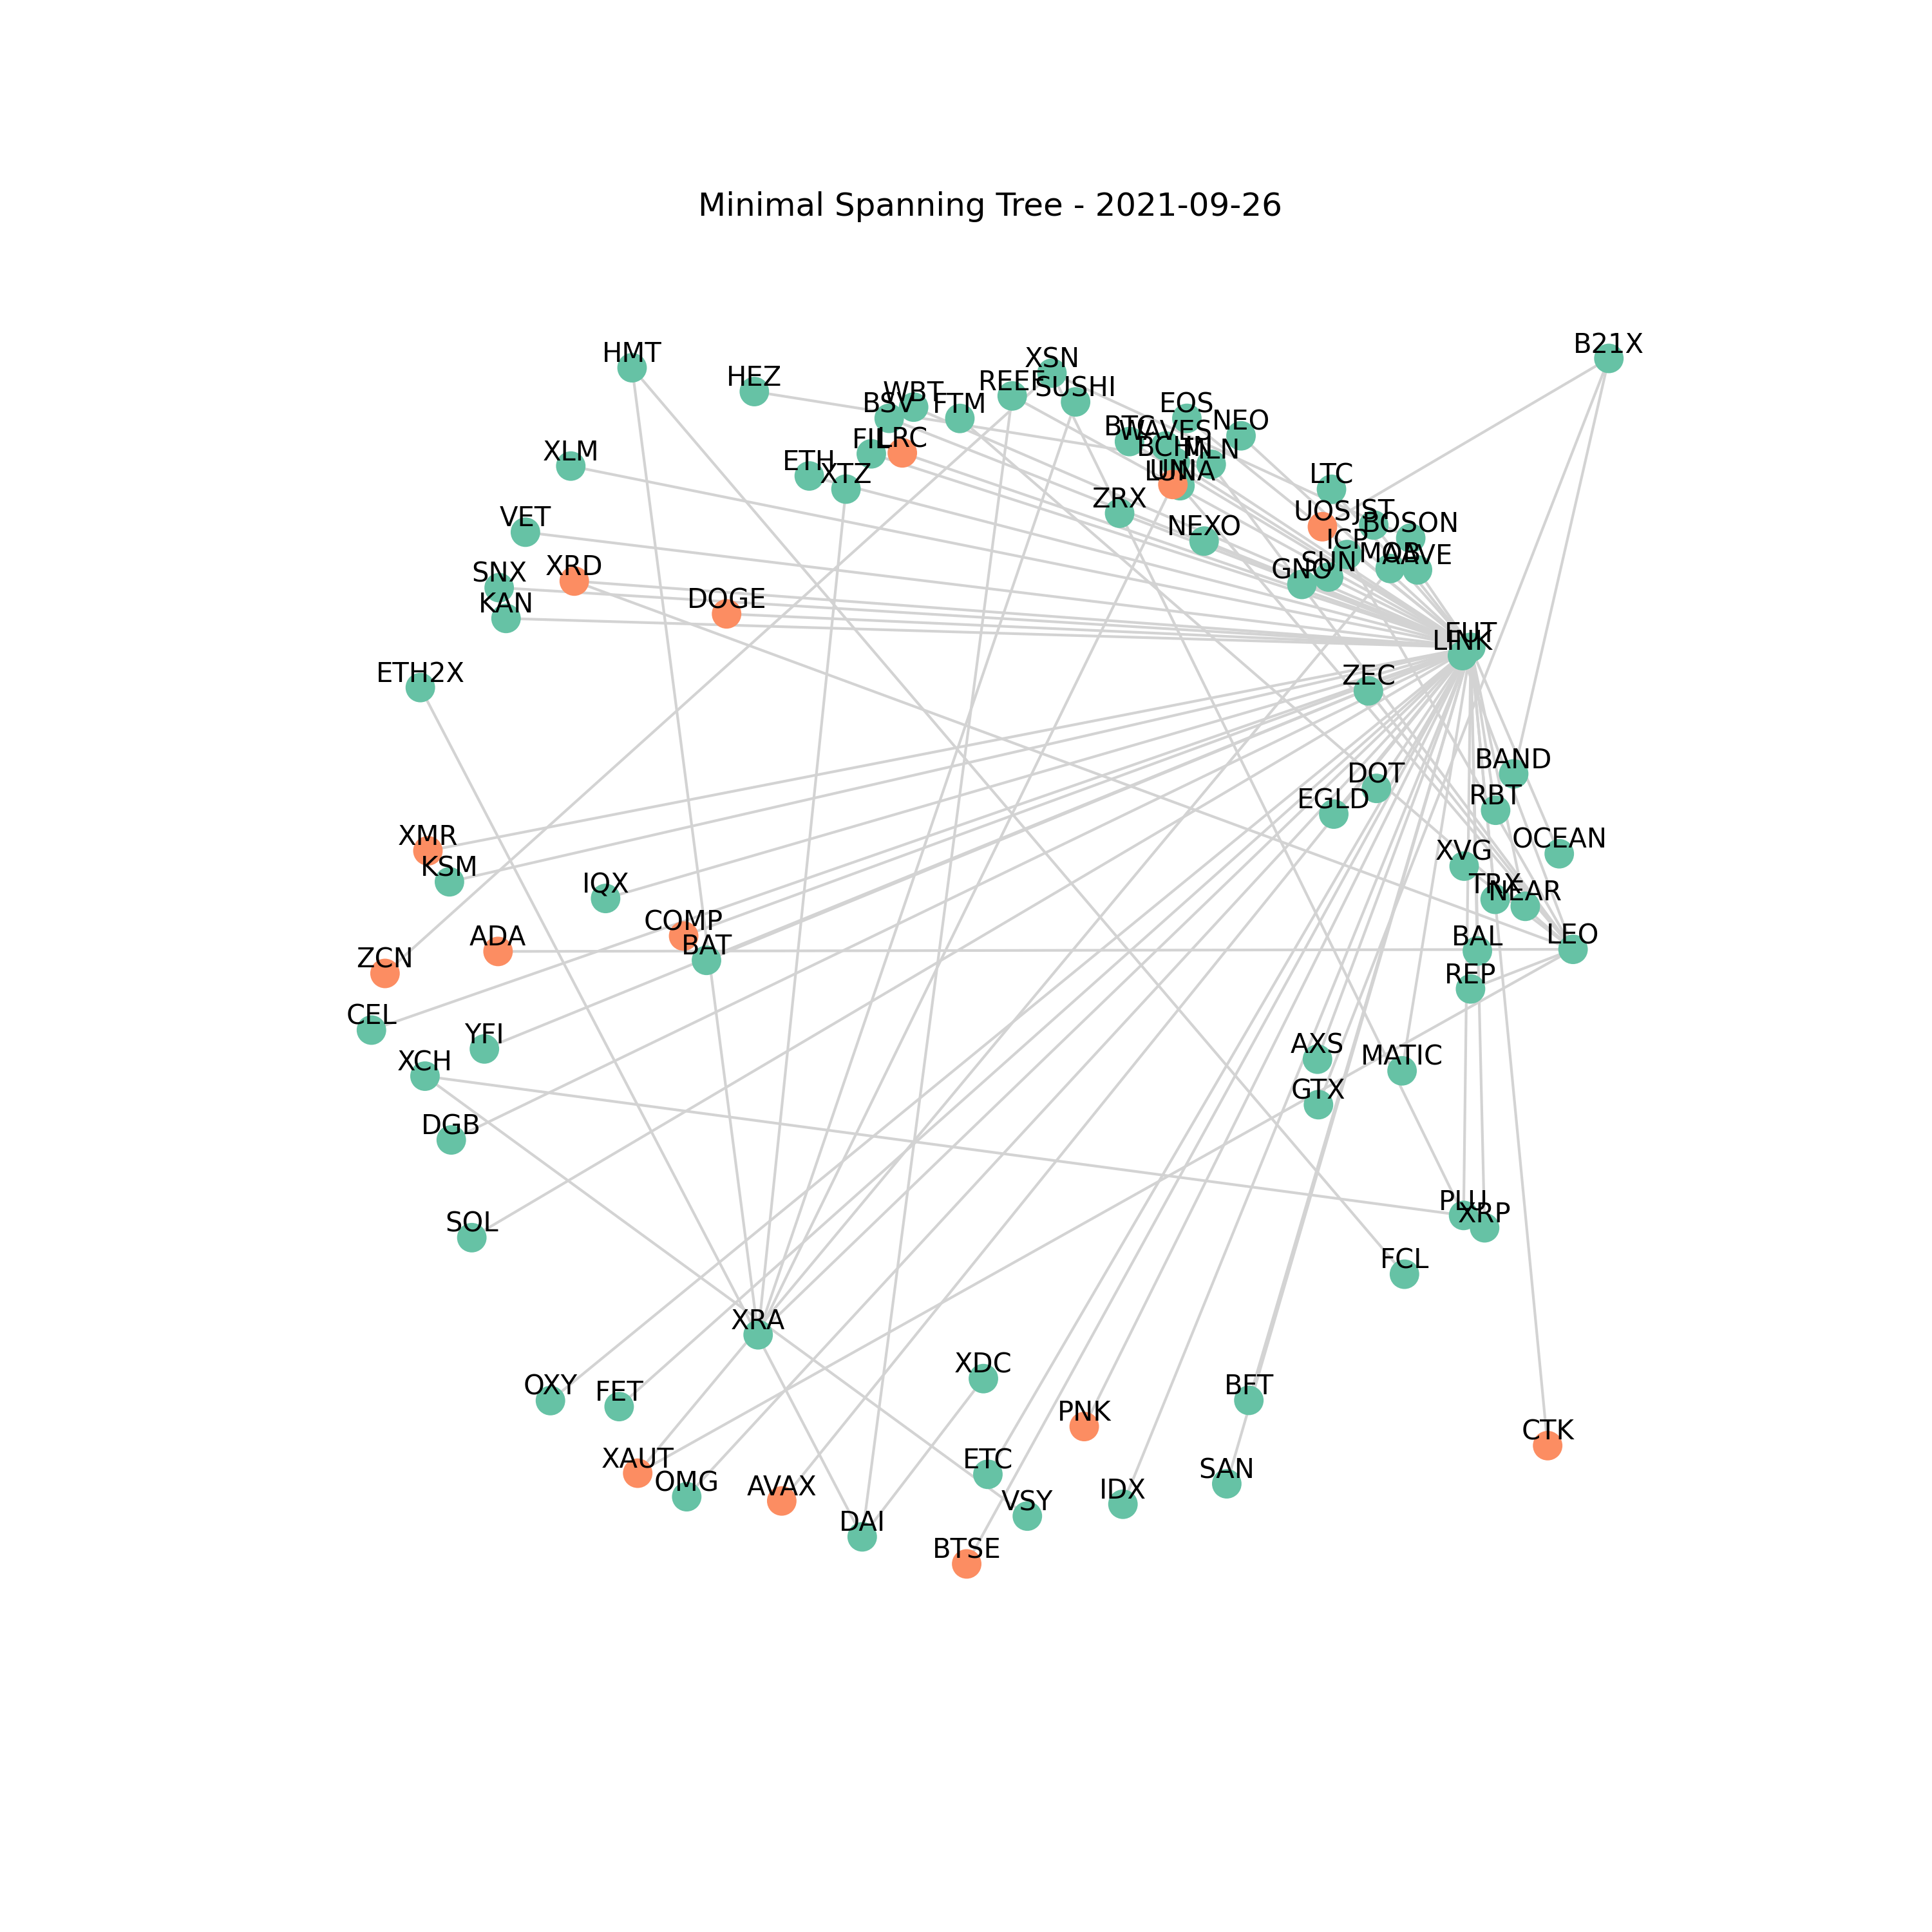 Minimal Spanning Tree - 2021-09-26
B21X
HMT
XSN
HEZ
REEF
SUSHI
WBT
BSV
FTM
EOS
NEO
BTC
WAVES
FIL
LRC
BCH
MLN
XLM
ETH
XTZ
UNI
LUNA
LTC
ZRX
UOS
JST
VET
NEXO
BOSON
ICP
MOB
AAVE
SNX
XRD
GNO
SUN
KAN
DOGE
LINK
ETH2X
ZEC
BAND
DOT
RBT
EGLD
XMR
OCEAN
KSM
XVG
IQX
TRX
NEAR
COMP
ADA
BAT
BAL
LEO
ZCN
REP
CEL
YFI
AXS
XCH
MATIC
GTX
DGB
PLU
SOL
XRP
FCL
XRA
XDC
OXY
FET
BFT
PNK
CTK
XAUT
ETC
OMG
AVAX
SAN
IDX
VSY
DAI
BTSE